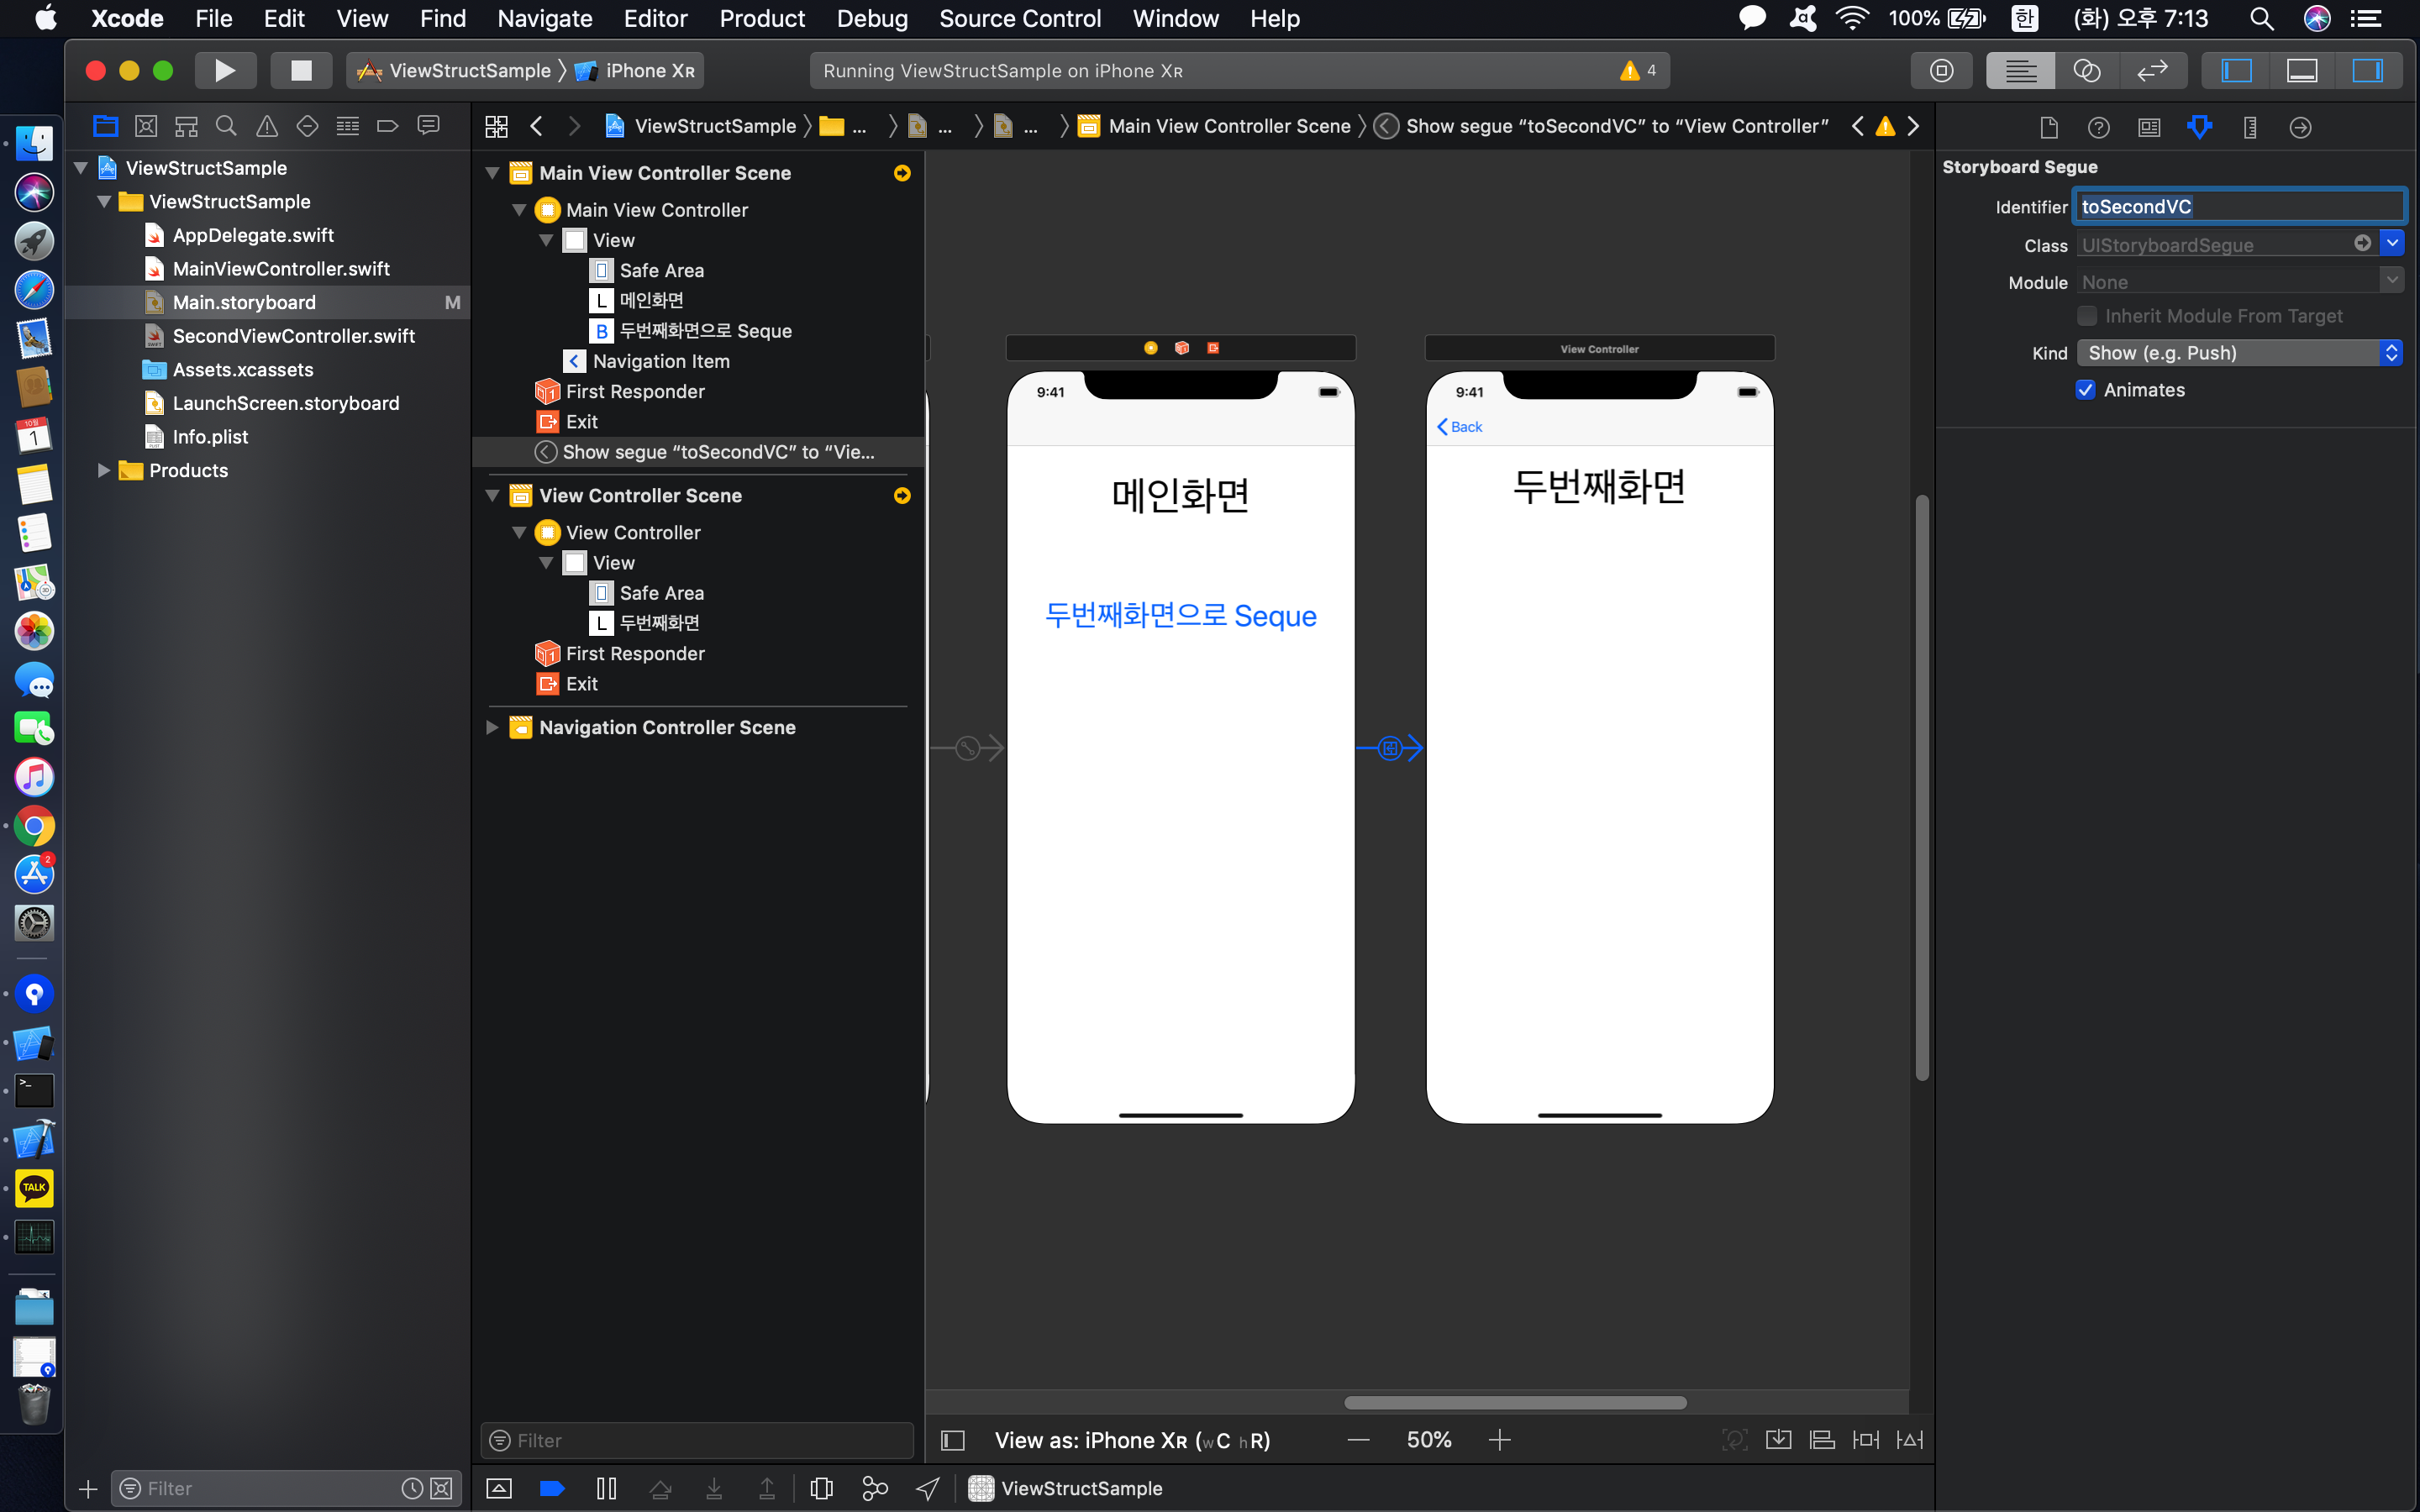 Xcode File Edit View Find Navigate Editor Product Debug Source Control Window Help 100% 한 (화) 오후 7:13
ViewStructSample iPhone XR
Running ViewStructSample on iPhone XR 4
ViewStructSample ... ... ... Main View Controller Scene Show segue “toSecondVC” to “View Controller”
ViewStructSample
ViewStructSample
AppDelegate.swift
MainViewController.swift
Main.storyboard M
SecondViewController.swift
Assets.xcassets
LaunchScreen.storyboard
Info.plist
Products
Filter
Main View Controller Scene
Main View Controller
View
Safe Area
L 메인화면
B 두번째화면으로 Seque
Navigation Item
First Responder
Exit
Show segue “toSecondVC” to “Vie...
View Controller Scene
View Controller
View
Safe Area
L 두번째화면
First Responder
Exit
Navigation Controller Scene
Filter
9:41
메인화면
두번째화면으로 Seque
View Controller
9:41
Back
두번째화면
View as: iPhone XR (wC hR) 50%
ViewStructSample
Storyboard Segue
Identifier toSecondVC
Class UIStoryboardSegue
Module None
Inherit Module From Target
Kind Show (e.g. Push)
Animates
10월
1
2
TALK